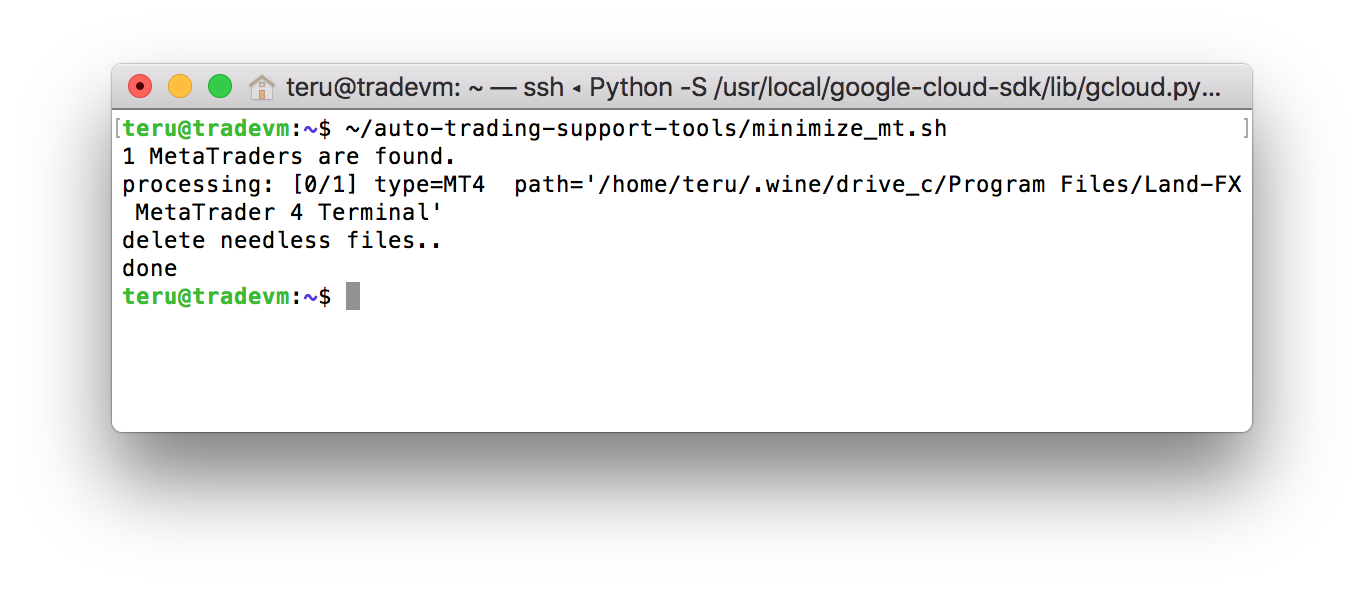 teru@tradevm: ~ — ssh ◂ Python -S /usr/local/google-cloud-sdk/lib/gcloud.py...
[teru@tradevm:~$ ~/auto-trading-support-tools/minimize_mt.sh ]
1 MetaTraders are found.
processing: [0/1] type=MT4  path='/home/teru/.wine/drive_c/Program Files/Land-FX
 MetaTrader 4 Terminal'
delete needless files..
done
teru@tradevm:~$